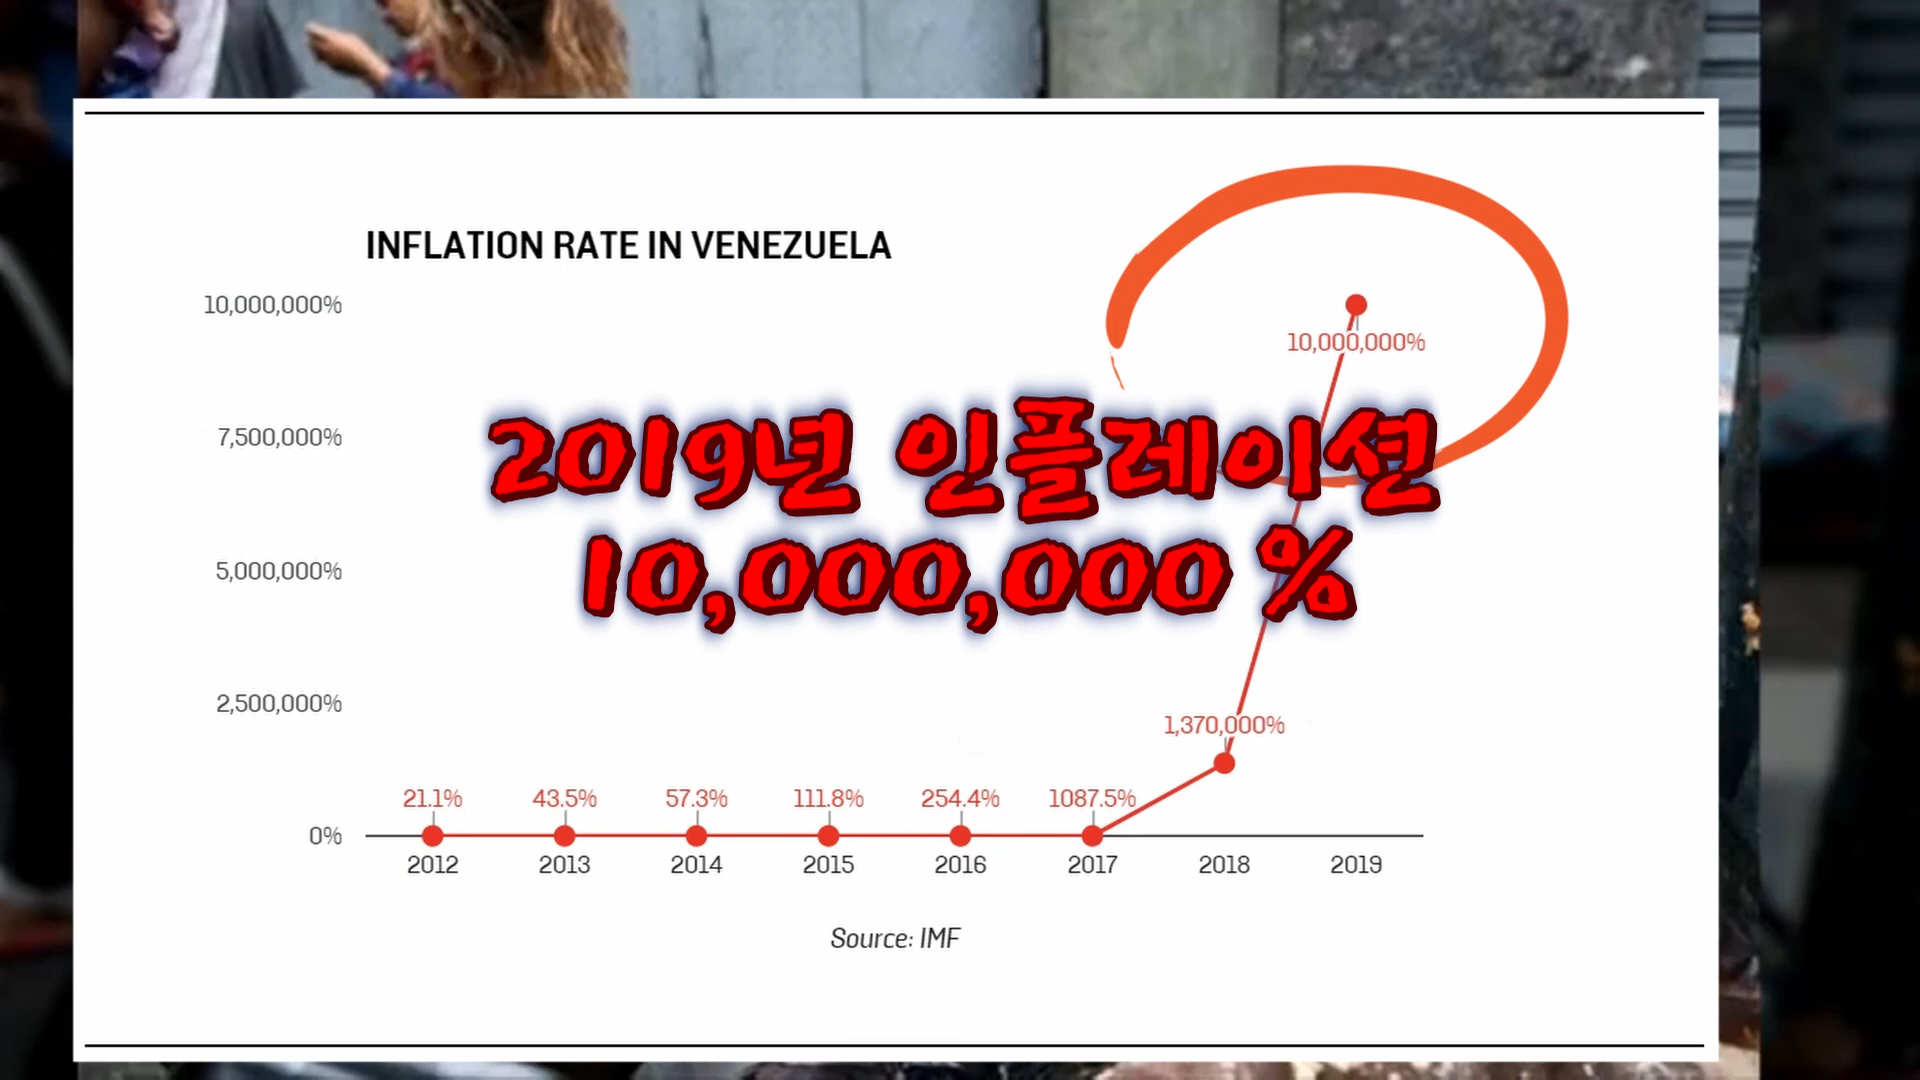 INFLATION RATE IN VENEZUELA
10,000,000%
10,000,000%
7,500,000%
2019년 인플레이션
10,000,000 %
5,000,000%
2,500,000%
1,370,000%
21.1% 43.5% 57.3% 111.8% 254.4% 1087.5%
0%
2012 2013 2014 2015 2016 2017 2018 2019
Source: IMF